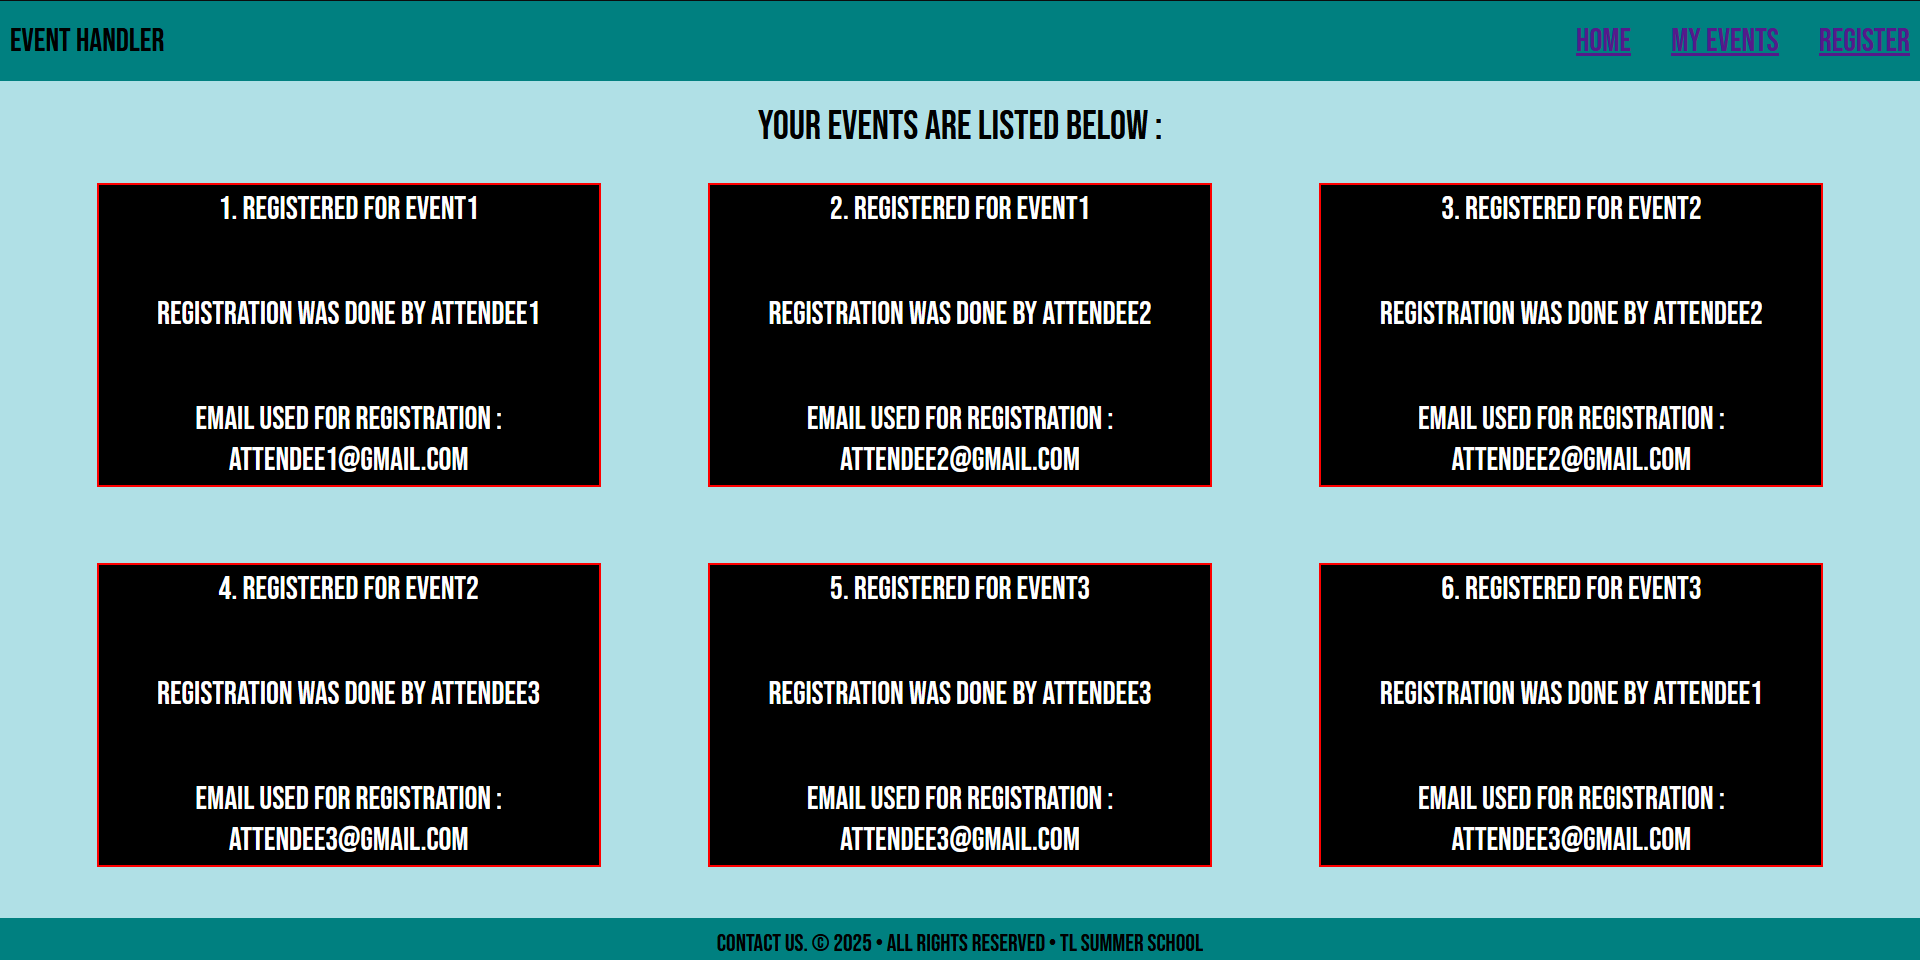 EVENT HANDLER
HOME MY EVENTS REGISTER
YOUR EVENTS ARE LISTED BELOW :
1. REGISTERED FOR EVENT1
REGISTRATION WAS DONE BY ATTENDEE1
EMAIL USED FOR REGISTRATION :
ATTENDEE1@GMAIL.COM
2. REGISTERED FOR EVENT1
REGISTRATION WAS DONE BY ATTENDEE2
EMAIL USED FOR REGISTRATION :
ATTENDEE2@GMAIL.COM
3. REGISTERED FOR EVENT2
REGISTRATION WAS DONE BY ATTENDEE2
EMAIL USED FOR REGISTRATION :
ATTENDEE2@GMAIL.COM
4. REGISTERED FOR EVENT2
REGISTRATION WAS DONE BY ATTENDEE3
EMAIL USED FOR REGISTRATION :
ATTENDEE3@GMAIL.COM
5. REGISTERED FOR EVENT3
REGISTRATION WAS DONE BY ATTENDEE3
EMAIL USED FOR REGISTRATION :
ATTENDEE3@GMAIL.COM
6. REGISTERED FOR EVENT3
REGISTRATION WAS DONE BY ATTENDEE1
EMAIL USED FOR REGISTRATION :
ATTENDEE3@GMAIL.COM
CONTACT US. © 2025 • ALL RIGHTS RESERVED • TL SUMMER SCHOOL